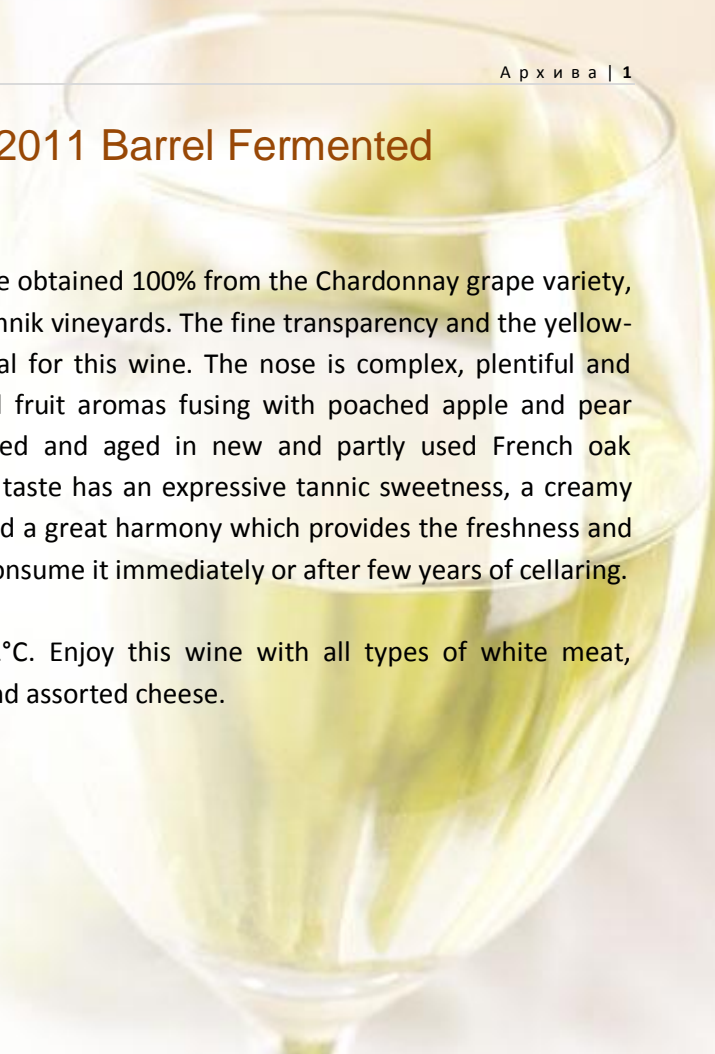 А р х и в а | 1
2011 Barrel Fermented
e obtained 100% from the Chardonnay grape variety,
nnik vineyards. The fine transparency and the yellow-
al for this wine. The nose is complex, plentiful and
fruit aromas fusing with poached apple and pear
ed and aged in new and partly used French oak
taste has an expressive tannic sweetness, a creamy
d a great harmony which provides the freshness and
onsume it immediately or after few years of cellaring.
°C. Enjoy this wine with all types of white meat,
nd assorted cheese.